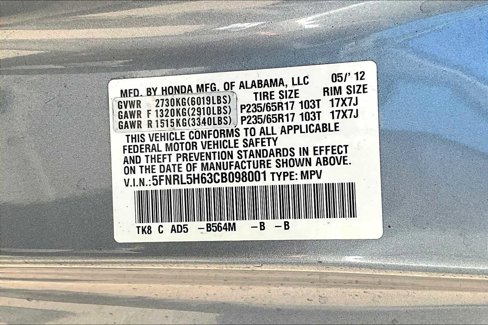 MFD. BY HONDA MFG. OF ALABAMA, LLC 05/'12
TIRE SIZE RIM SIZE
GVWR 2730KG(6019LBS)
GAWR F 1320KG(2910LBS) P235/65R17 103T 17X7J
GAWR R 1515KG(3340LBS) P235/65R17 103T 17X7J
THIS VEHICLE CONFORMS TO ALL APPLICABLE
FEDERAL MOTOR VEHICLE SAFETY
AND THEFT PREVENTION STANDARDS IN EFFECT
ON THE DATE OF MANUFACTURE SHOWN ABOVE.
V.I.N.: 5FNRL5H63CB098001 TYPE: MPV
TK8 C AD5 -B564M -B -B